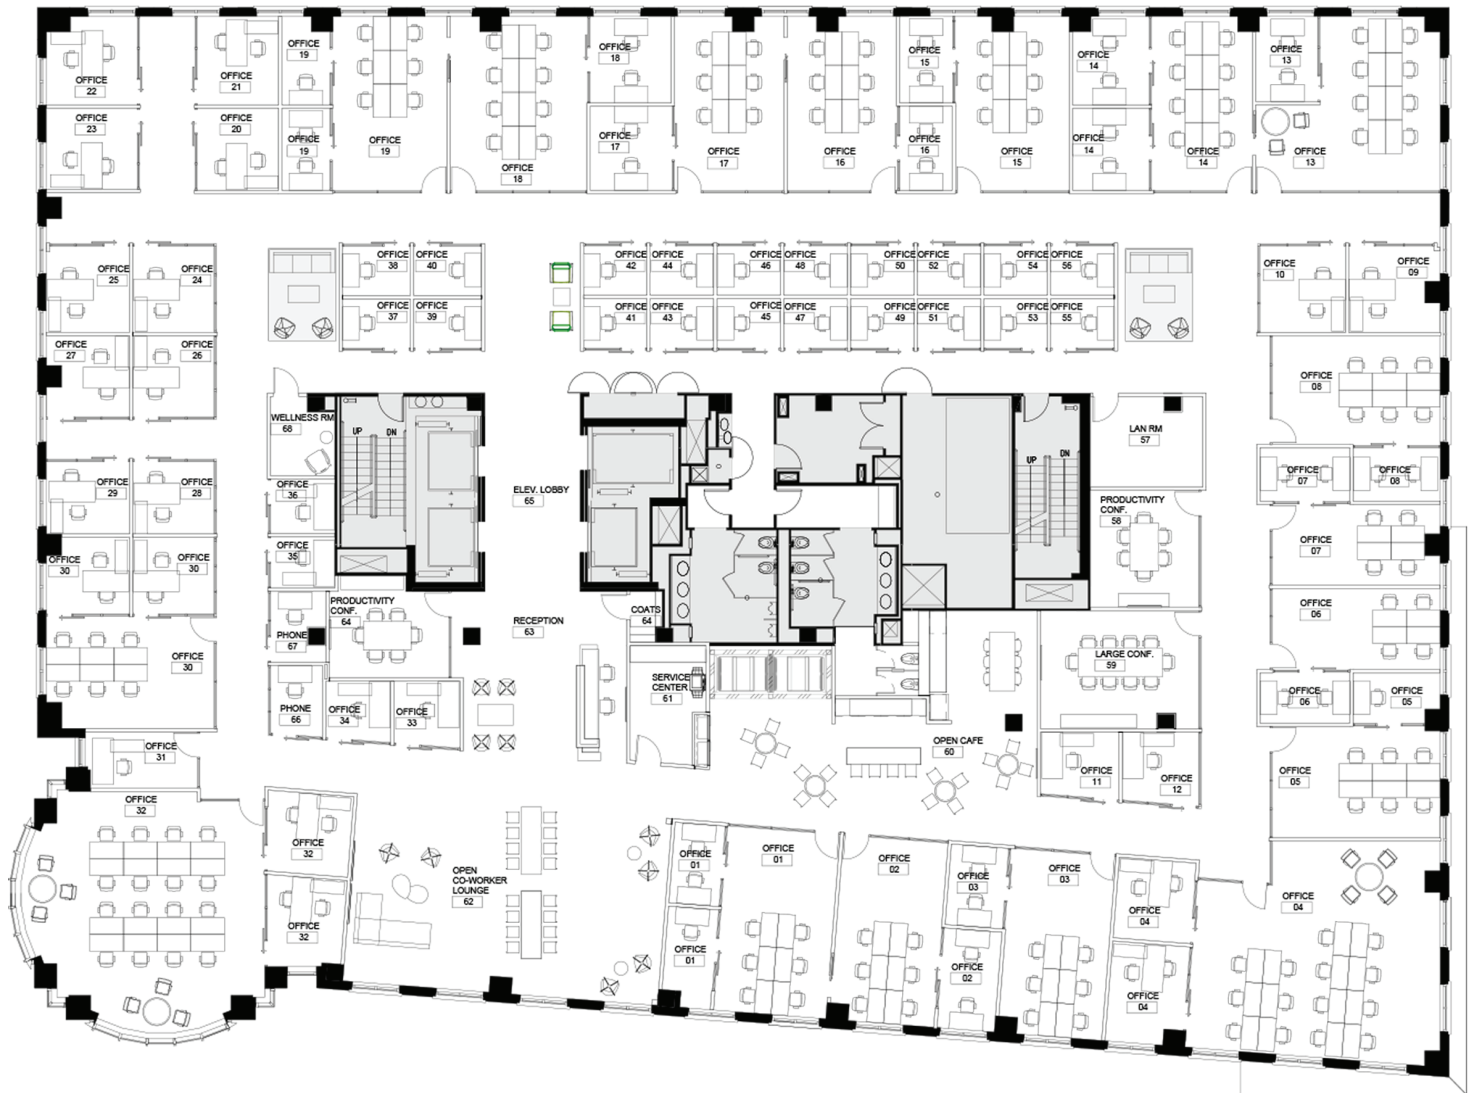 OFFICE
22
OFFICE
21
OFFICE
19
OFFICE
23
OFFICE
20
OFFICE
19
OFFICE
19
OFFICE
18
OFFICE
18
OFFICE
17
OFFICE
17
OFFICE
16
OFFICE
15
OFFICE
16
OFFICE
15
OFFICE
14
OFFICE
14
OFFICE
14
OFFICE
13
OFFICE
13
OFFICE
25
OFFICE
24
OFFICE
27
OFFICE
26
OFFICE
38
OFFICE
40
OFFICE
37
OFFICE
39
OFFICE
42
OFFICE
44
OFFICE
46
OFFICE
48
OFFICE
50
OFFICE
52
OFFICE
54
OFFICE
56
OFFICE
41
OFFICE
43
OFFICE
45
OFFICE
47
OFFICE
49
OFFICE
51
OFFICE
53
OFFICE
55
OFFICE
10
OFFICE
09
OFFICE
08
OFFICE
07
OFFICE
08
OFFICE
07
OFFICE
06
OFFICE
06
OFFICE
05
OFFICE
05
WELLNESS RM
68
UP
DN
OFFICE
36
OFFICE
35
OFFICE
29
OFFICE
28
OFFICE
30
OFFICE
30
OFFICE
30
ELEV. LOBBY
65
UP
DN
LAN RM
57
PRODUCTIVITY
CONF.
58
PRODUCTIVITY
CONF.
64
PHONE
67
PHONE
66
OFFICE
34
OFFICE
33
RECEPTION
63
COATS
64
SERVICE
CENTER
61
LARGE CONF.
59
OPEN CAFE
60
OFFICE
11
OFFICE
12
OFFICE
31
OFFICE
32
OFFICE
32
OFFICE
32
OPEN
CO-WORKER
LOUNGE
62
OFFICE
01
OFFICE
01
OFFICE
01
OFFICE
02
OFFICE
03
OFFICE
02
OFFICE
03
OFFICE
04
OFFICE
04
OFFICE
04